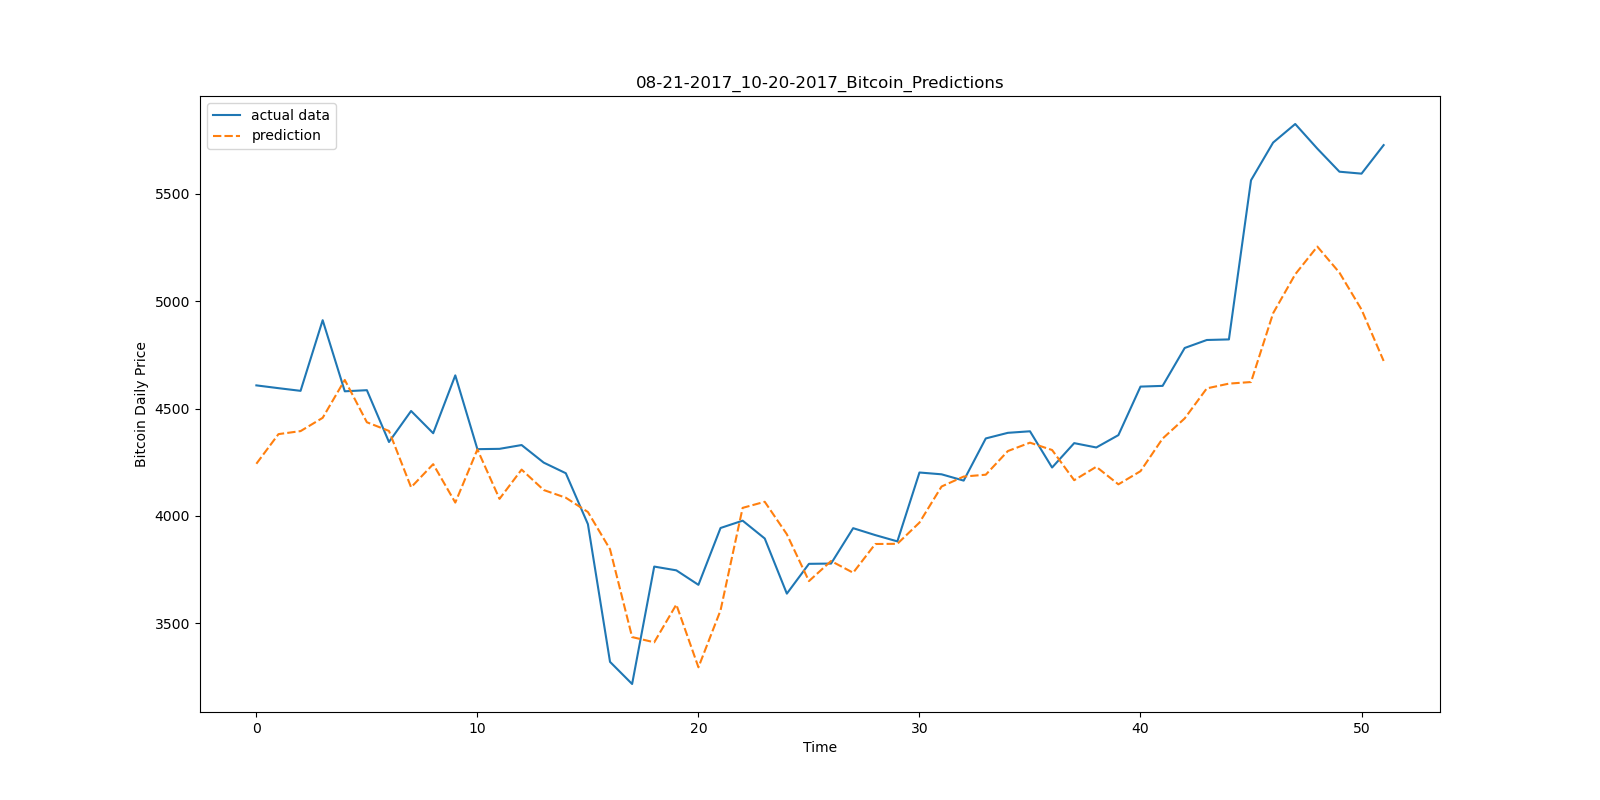 08-21-2017_10-20-2017_Bitcoin_Predictions
actual data
prediction
5500
5000
4500
4000
3500
Bitcoin Daily Price
0 10 20 30 40 50
Time